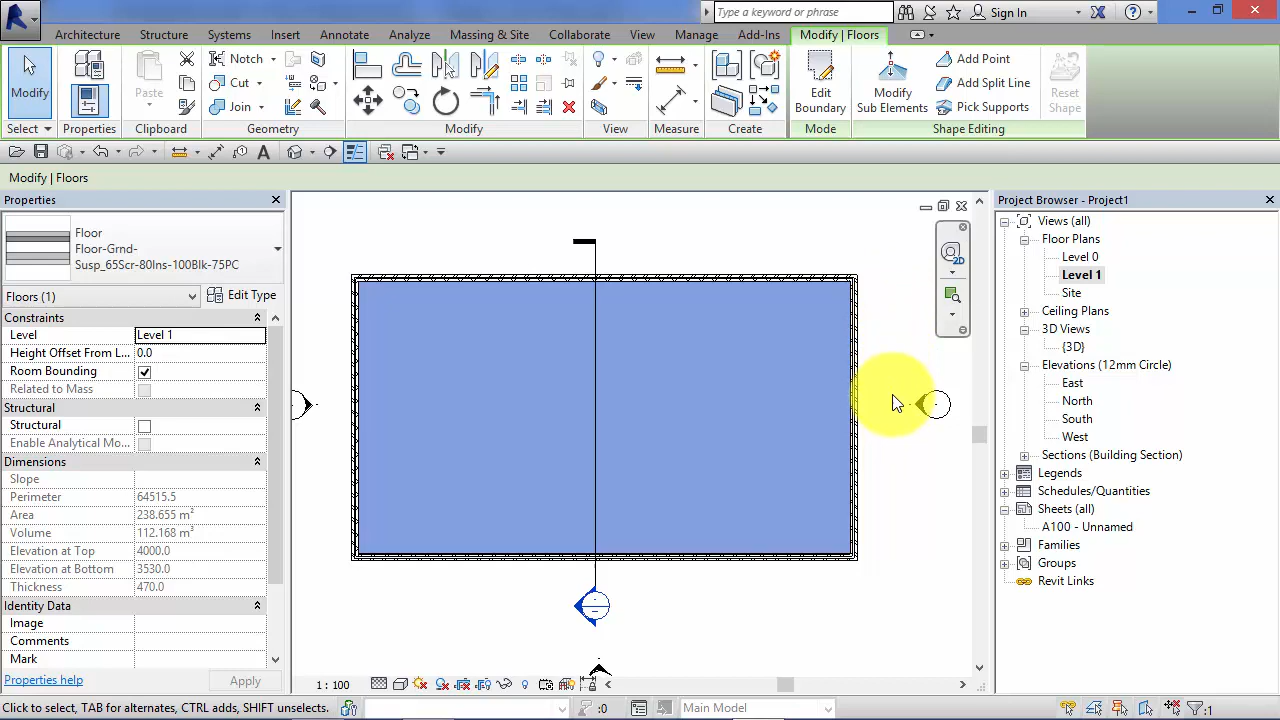 Type a keyword or phrase
Sign In
Architecture Structure Systems Insert Annotate Analyze Massing & Site Collaborate View Manage Add-Ins Modify | Floors
Modify
Select
Properties
Paste
Clipboard
Notch
Cut
Join
Geometry
Modify
View
Measure
Create
Edit
Boundary
Mode
Modify
Sub Elements
Add Point
Add Split Line
Pick Supports
Reset
Shape
Shape Editing
Modify | Floors
Properties
Floor
Floor-Grnd-
Susp_65Scr-80Ins-100Blk-75PC
Floors (1)
Edit Type
Constraints
Level Level 1
Height Offset From L... 0.0
Room Bounding
Related to Mass
Structural
Structural
Enable Analytical Mo...
Dimensions
Slope
Perimeter 64515.5
Area 238.655 m²
Volume 112.168 m³
Elevation at Top 4000.0
Elevation at Bottom 3530.0
Thickness 470.0
Identity Data
Image
Comments
Mark
Properties help
Apply
2D
1 : 100
Project Browser - Project1
Views (all)
Floor Plans
Level 0
Level 1
Site
Ceiling Plans
3D Views
{3D}
Elevations (12mm Circle)
East
North
South
West
Sections (Building Section)
Legends
Schedules/Quantities
Sheets (all)
A100 - Unnamed
Families
Groups
Revit Links
Click to select, TAB for alternates, CTRL adds, SHIFT unselects.
:0
Main Model
:1